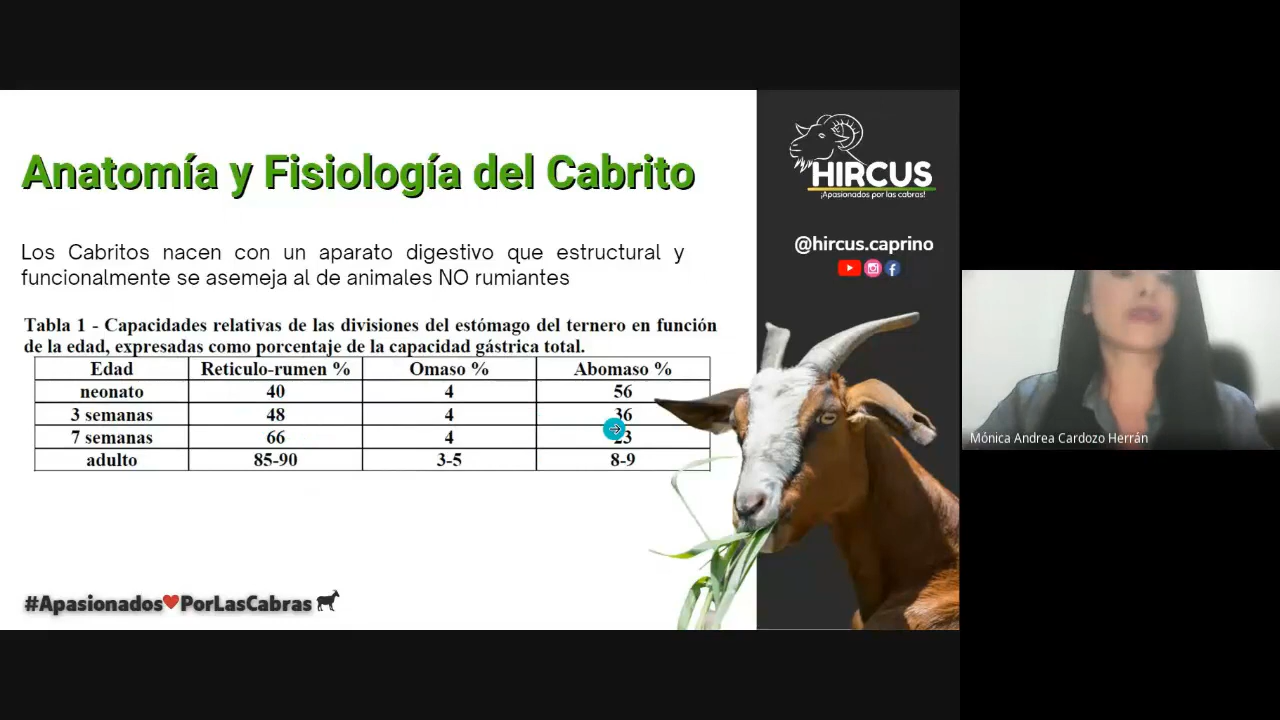 Anatomía y Fisiología del Cabrito
Los Cabritos nacen con un aparato digestivo que estructural y
funcionalmente se asemeja al de animales NO rumiantes
Tabla 1 - Capacidades relativas de las divisiones del estómago del ternero en función
de la edad, expresadas como porcentaje de la capacidad gástrica total.
Edad Reticulo-rumen % Omaso % Abomaso %
neonato 40 4 56
3 semanas 48 4 36
7 semanas 66 4
adulto 85-90 3-5 8-9
#Apasionados❤PorLasCabras
HIRCUS
¡Apasionados por las cabras!
@hircus.caprino
Mónica Andrea Cardozo Herrán